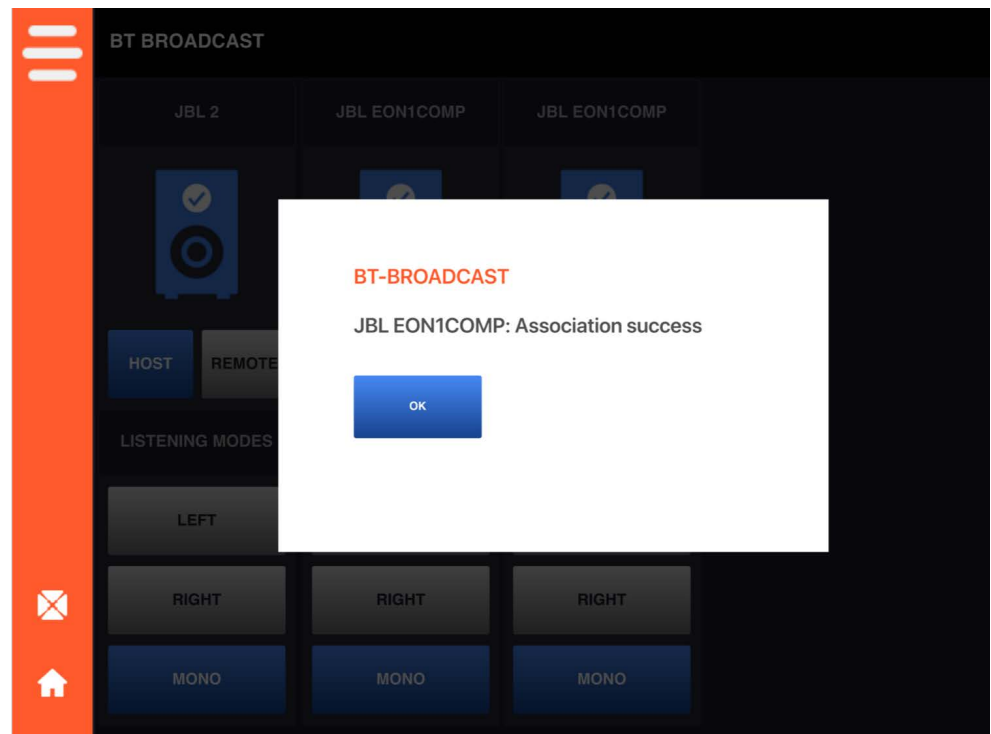 BT BROADCAST
JBL 2
JBL EON1COMP
JBL EON1COMP
BT-BROADCAST
JBL EON1COMP: Association success
OK
HOST
REMOTE
LISTENING MODES
LEFT
RIGHT
RIGHT
RIGHT
MONO
MONO
MONO